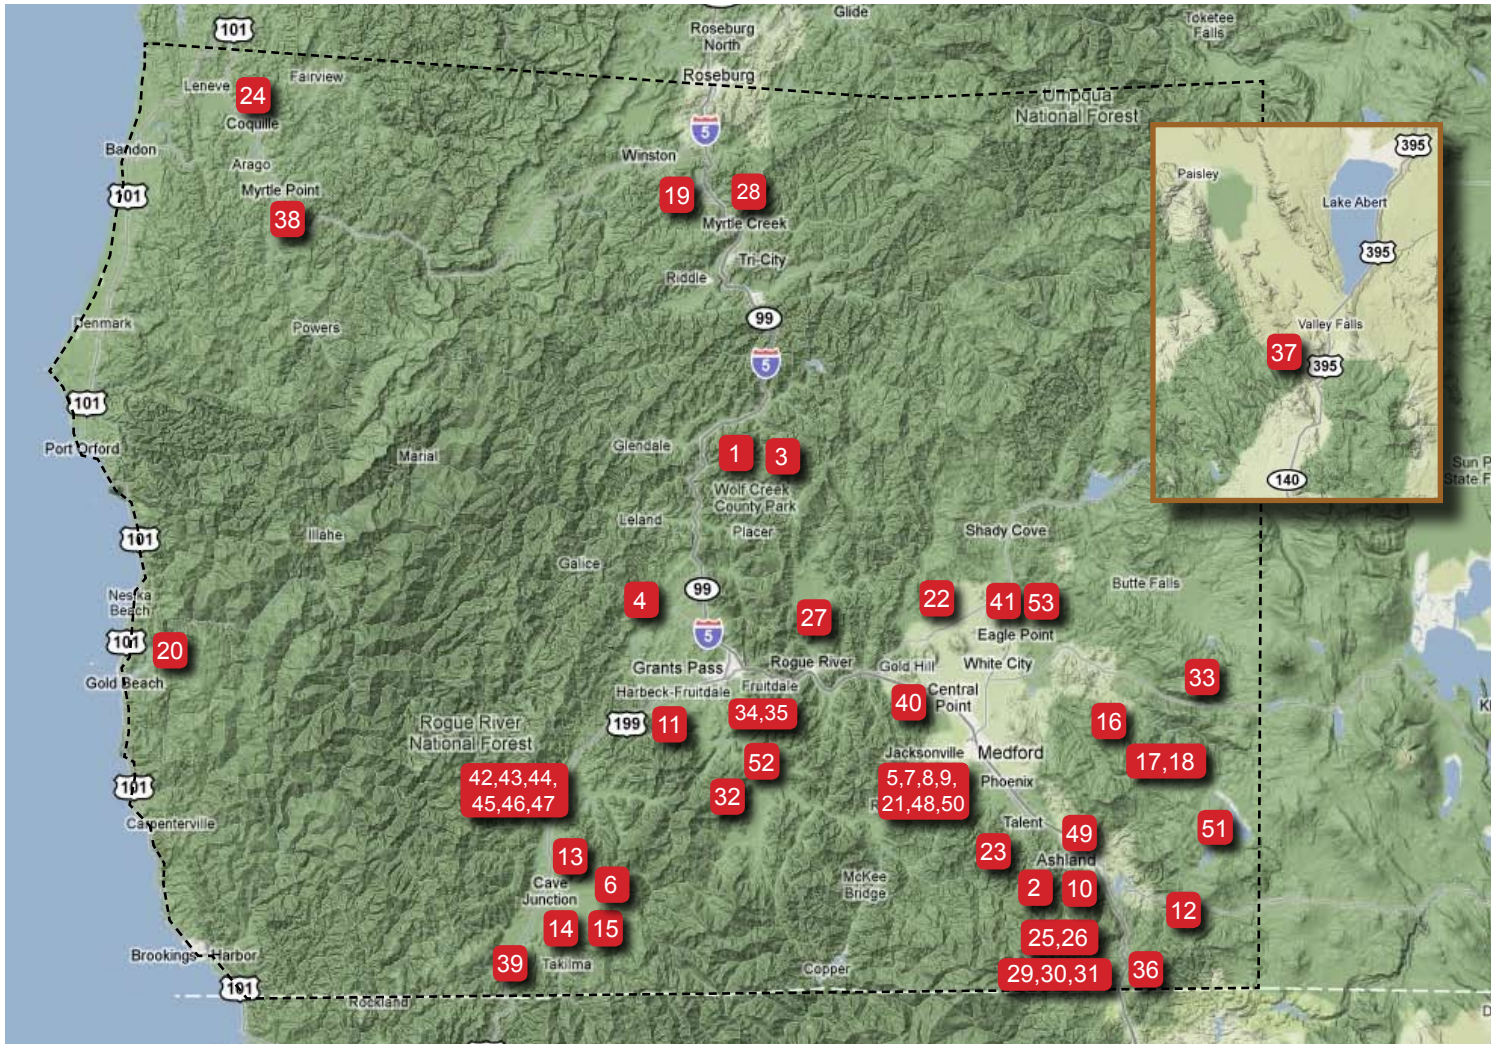 Glide
Toketee
Falls
101
Roseburg
North
Roseburg
Fairview
Leneve
24
Coquille
Umpqua
National Forest
5
395
Bandon
Winston
Arago
Paisley
Myrtle Point
101
19
28
Lake Abert
38
Myrtle Creek
395
Tri-City
Riddle
Denmark
Powers
99
Valley Falls
37
395
5
101
Port Orford
Marial
Glendale
1
3
140
Wolf Creek
County Park
Leland
Placer
Illahe
101
Shady Cove
Galice
Butte Falls
Neska
Beach
4
99
27
22
41
53
101
20
5
Eagle Point
Gold Beach
Grants Pass
Rogue River
Gold Hill
White City
33
Harbeck-Fruitdale
Fruitdale
Central
Point
40
34,35
199
11
16
Rogue River
National Forest
Jacksonville
Medford
52
17,18
42,43,44,
45,46,47
5,7,8,9,
21,48,50
Phoenix
101
32
Carpenterville
Talent
49
51
23
Ashland
13
Cave
Junction
6
McKee
Bridge
2
10
12
14
15
25,26
Brookings
Harbor
39
Takilma
Copper
29,30,31
36
101
Rockland